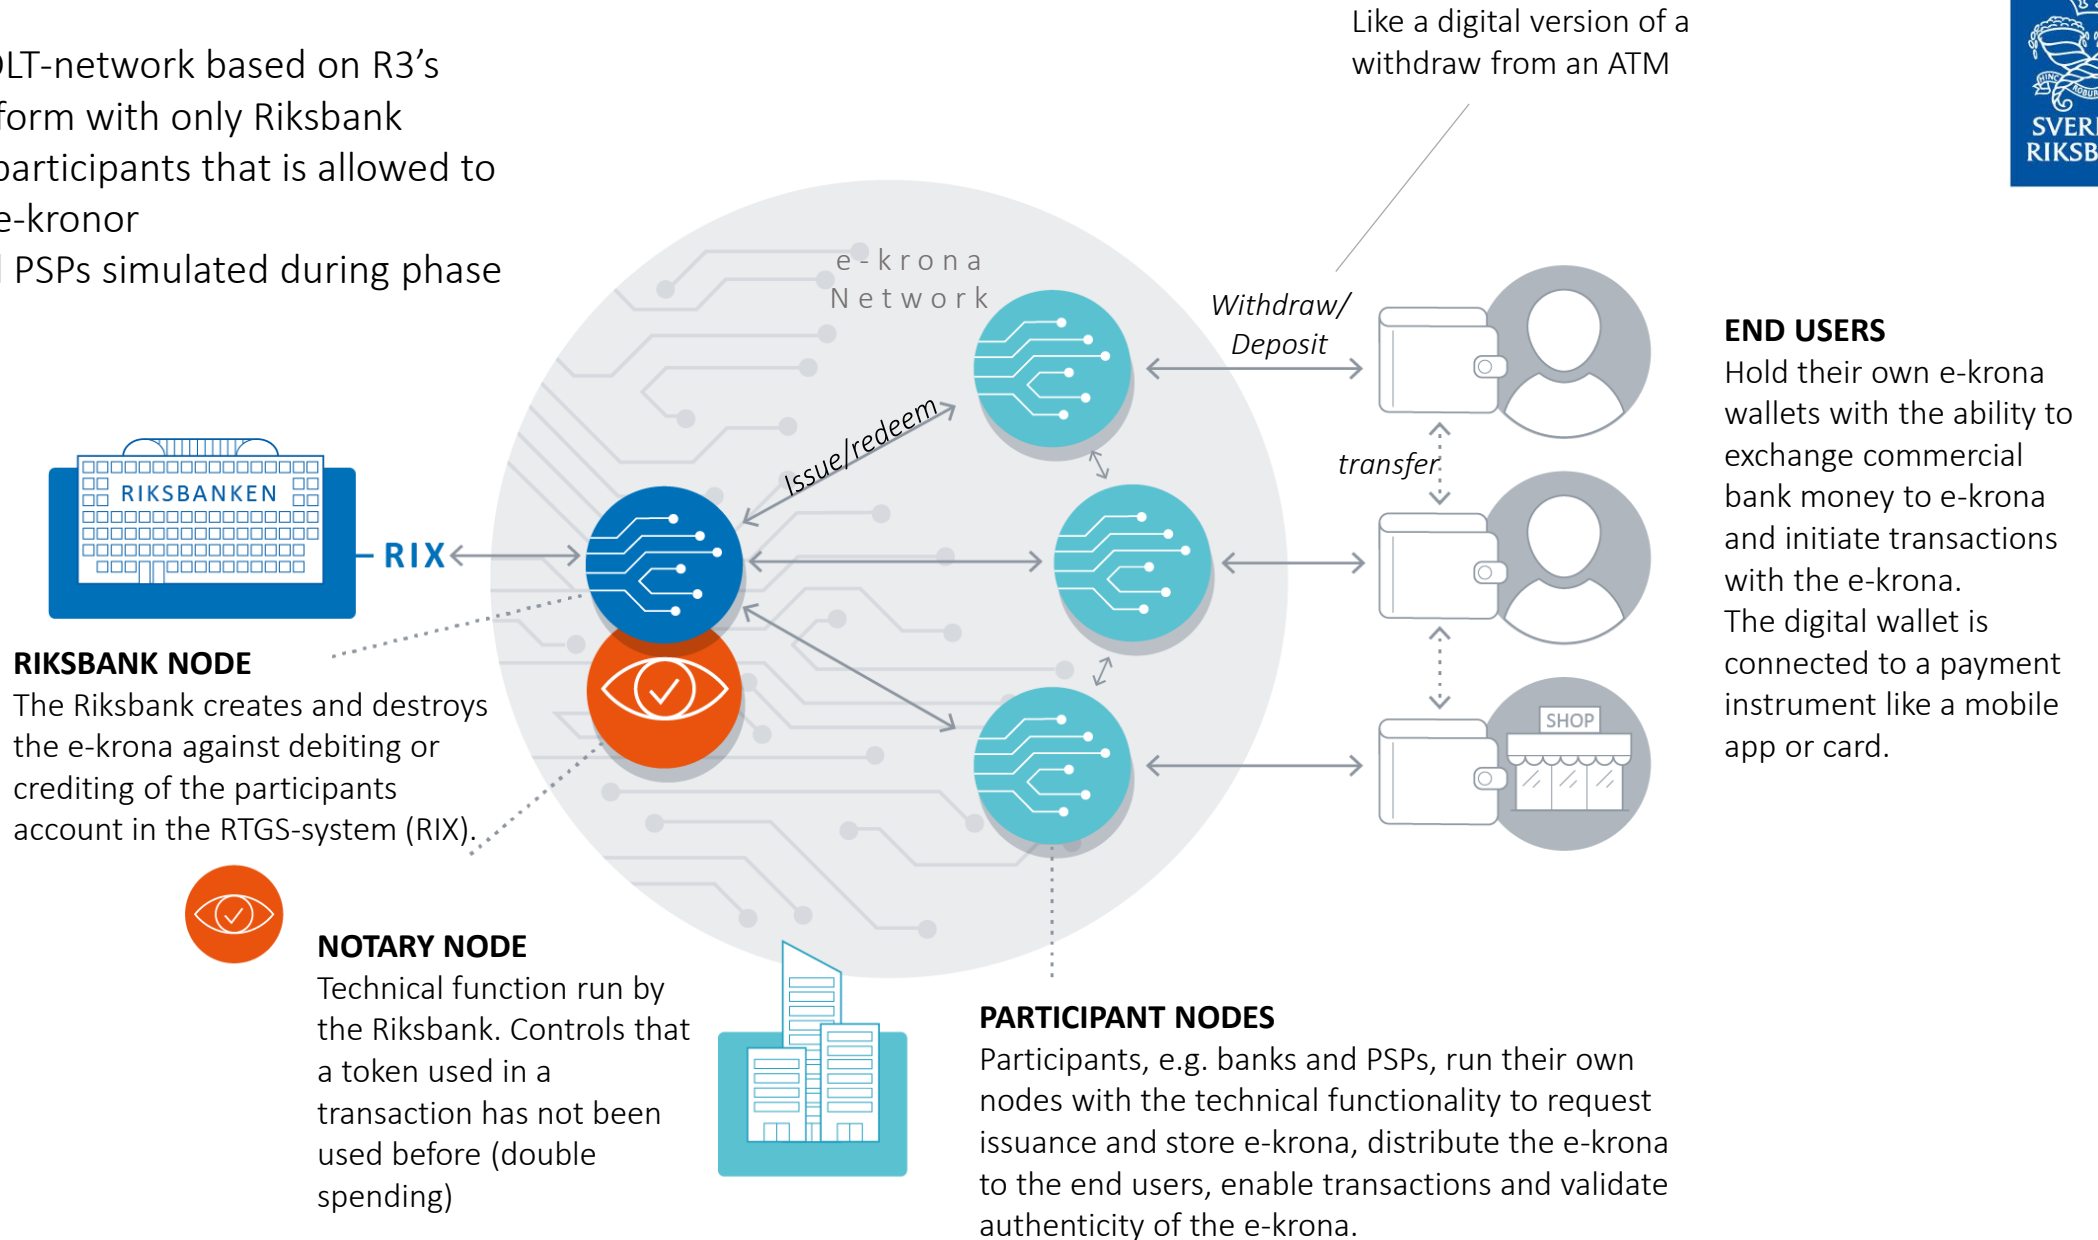 Like a digital version of a
withdraw from an ATM
DLT-network based on R3's
form with only Riksbank
participants that is allowed to
e-kronor
PSPs simulated during phase
e-krona
Network
Withdraw/
Deposit
Issue/redeem
transfer
RIKSBANKEN
RIX
SHOP
END USERS
Hold their own e-krona
wallets with the ability to
exchange commercial
bank money to e-krona
and initiate transactions
with the e-krona.
The digital wallet is
connected to a payment
instrument like a mobile
app or card.
RIKSBANK NODE
The Riksbank creates and destroys
the e-krona against debiting or
crediting of the participants
account in the RTGS-system (RIX).
NOTARY NODE
Technical function run by
the Riksbank. Controls that
a token used in a
transaction has not been
used before (double
spending)
PARTICIPANT NODES
Participants, e.g. banks and PSPs, run their own
nodes with the technical functionality to request
issuance and store e-krona, distribute the e-krona
to the end users, enable transactions and validate
authenticity of the e-krona.